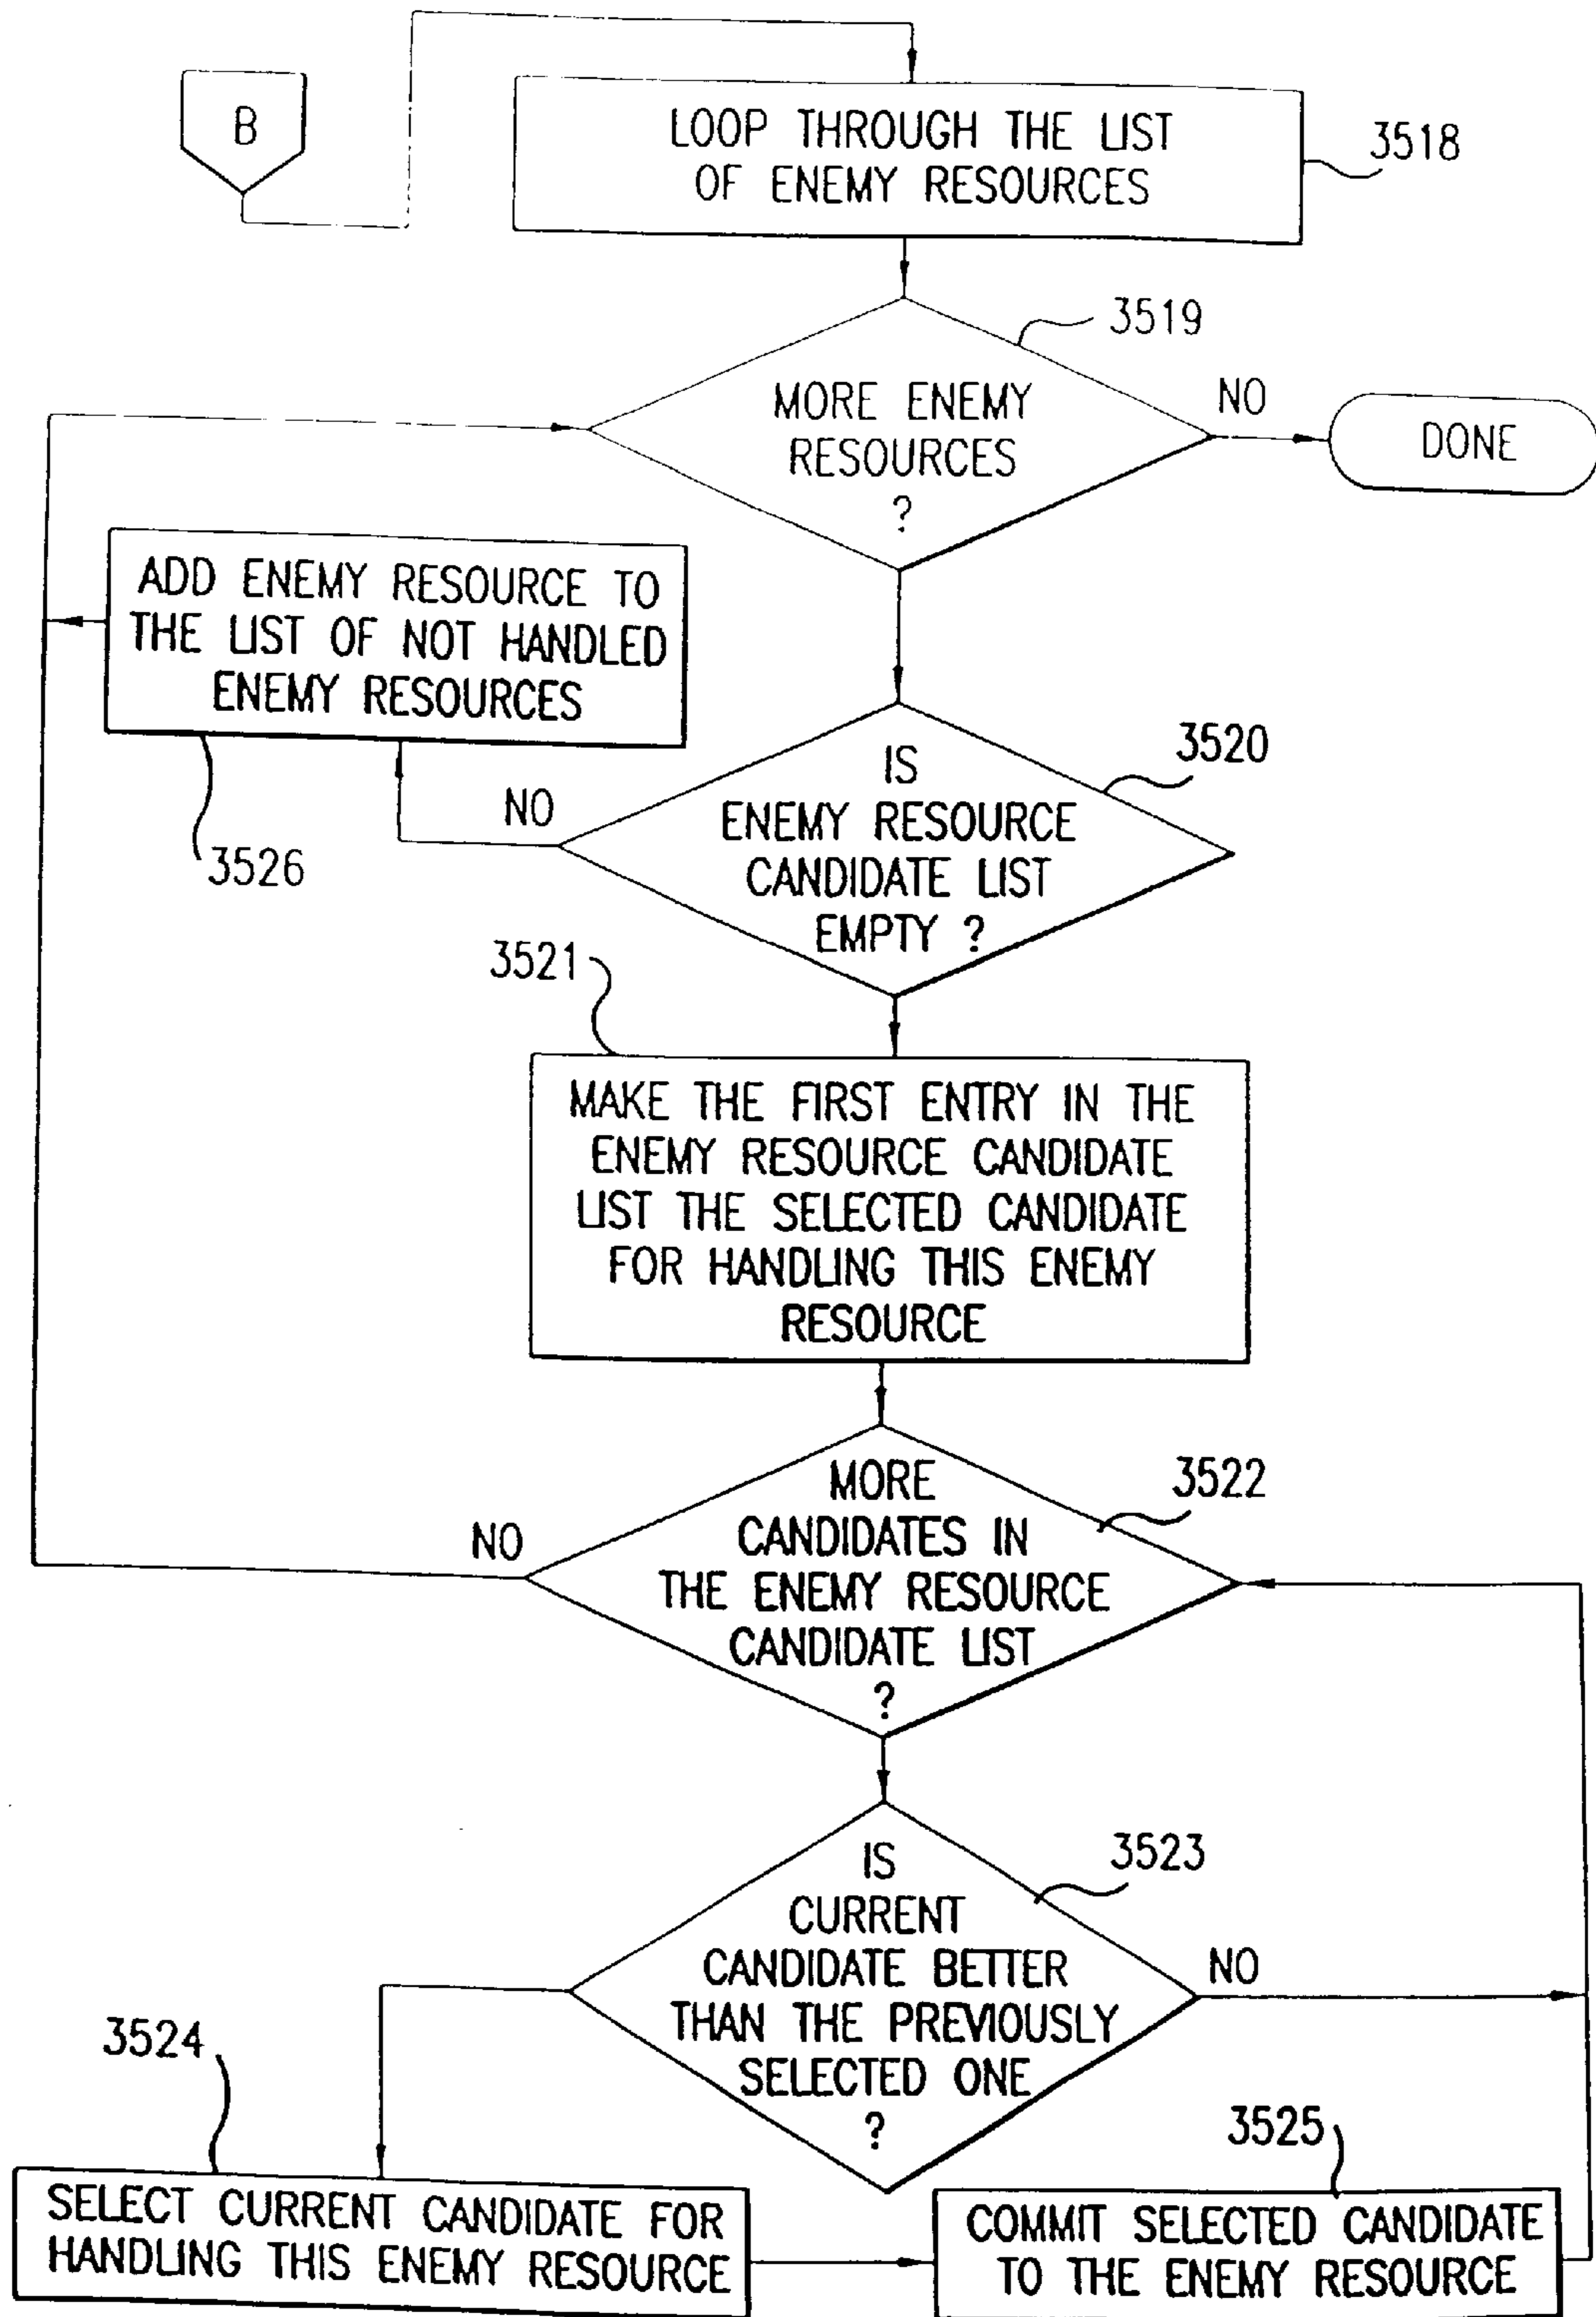 B
LOOP THROUGH THE LIST
OF ENEMY RESOURCES
3518
3519
MORE ENEMY
RESOURCES
?
NO
DONE
ADD ENEMY RESOURCE TO
THE LIST OF NOT HANDLED
ENEMY RESOURCES
3526
NO
IS
ENEMY RESOURCE
CANDIDATE LIST
EMPTY ?
3520
3521
MAKE THE FIRST ENTRY IN THE
ENEMY RESOURCE CANDIDATE
LIST THE SELECTED CANDIDATE
FOR HANDLING THIS ENEMY
RESOURCE
NO
MORE
CANDIDATES IN
THE ENEMY RESOURCE
CANDIDATE LIST
?
3522
IS
CURRENT
CANDIDATE BETTER
THAN THE PREVIOUSLY
SELECTED ONE
?
3523
NO
3524
SELECT CURRENT CANDIDATE FOR
HANDLING THIS ENEMY RESOURCE
3525
COMMIT SELECTED CANDIDATE
TO THE ENEMY RESOURCE